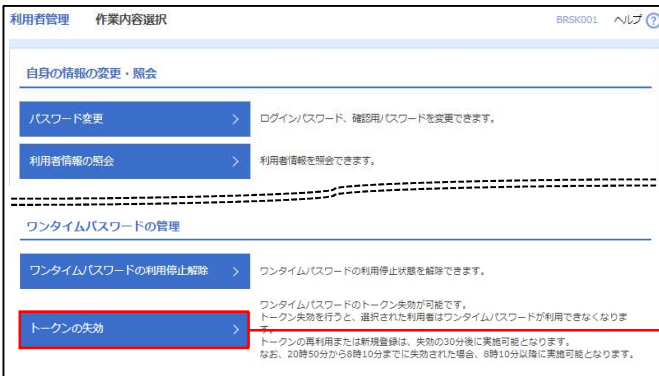 利用者管理 作業内容選択 BRSK001 ヘルプ ?
自身の情報の変更・照会
パスワード変更 > ログインパスワード、確認用パスワードを変更できます。
利用者情報の照会 > 利用者情報を照会できます。
ワンタイムパスワードの管理
ワンタイムパスワードの利用停止解除 > ワンタイムパスワードの利用停止状態を解除できます。
ワンタイムパスワードのトークン失効が可能です。
トークン失効を行うと、選択された利用者はワンタイムパスワードが利用できなくなりま
トークンの失効 > す。
トークンの再利用または新規登録は、失効の30分後に実施可能となります。
なお、20時50分から8時10分までに失効された場合、8時10分以降に実施可能となります。